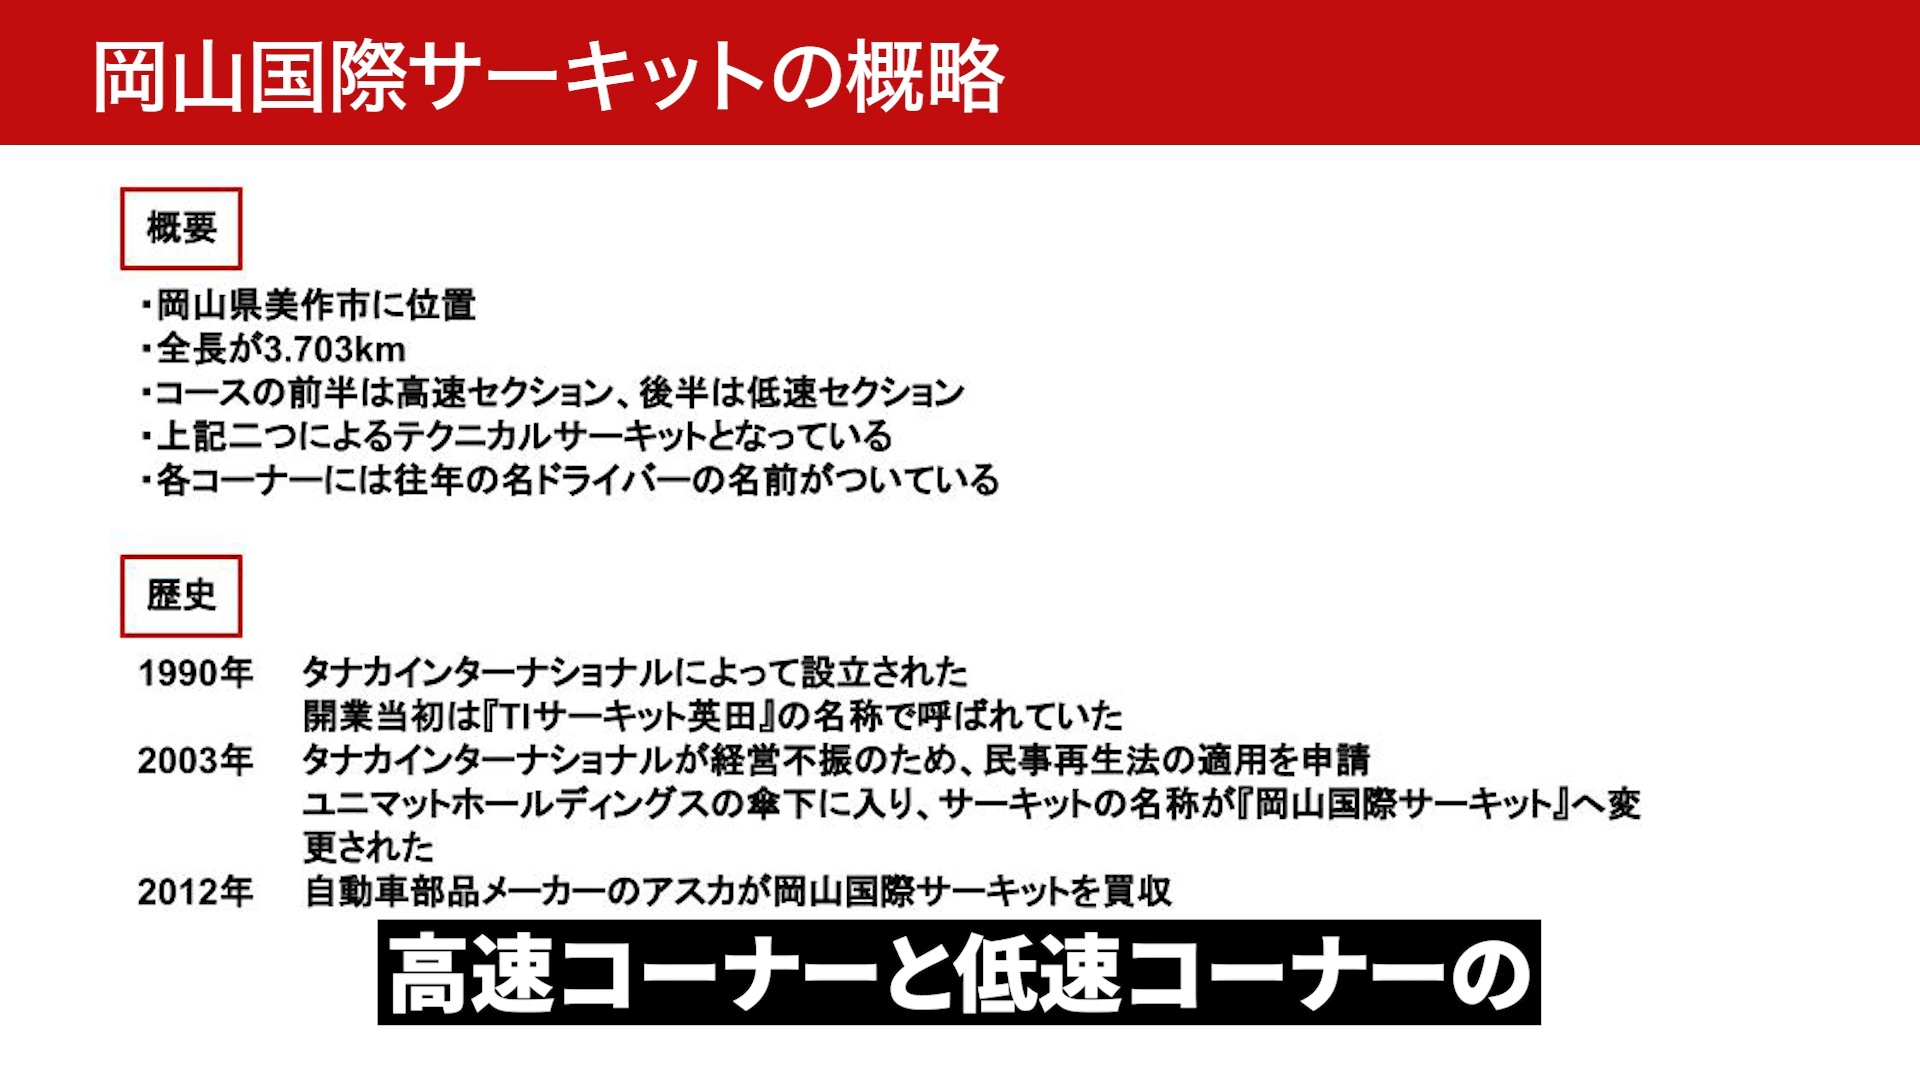 岡山国際サーキットの概略
概要
・岡山県美作市に位置
・全長が3.703km
・コースの前半は高速セクション、後半は低速セクション
・上記二つによるテクニカルサーキットとなっている
・各コーナーには往年の名ドライバーの名前がついている
歴史
1990年 タナカインターナショナルによって設立された
開業当初は『TIサーキット英田』の名称で呼ばれていた
2003年 タナカインターナショナルが経営不振のため、民事再生法の適用を申請
ユニマットホールディングスの傘下に入り、サーキットの名称が『岡山国際サーキット』へ変
更された
2012年 自動車部品メーカーのアスカが岡山国際サーキットを買収
高速コーナーと低速コーナーの